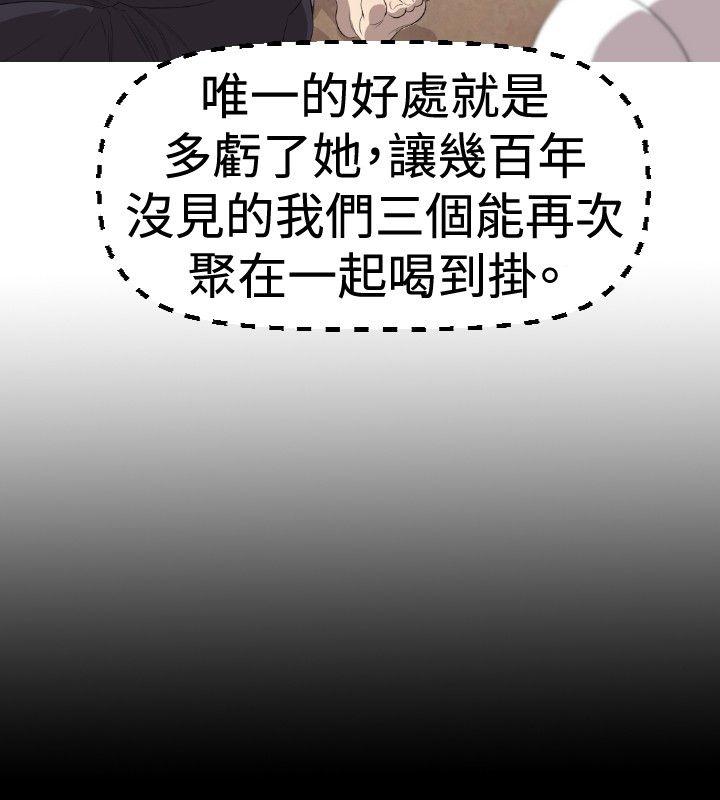 唯一的好處就是
多虧了她，讓幾百年
沒見的我們三個能再次
聚在一起喝到掛。